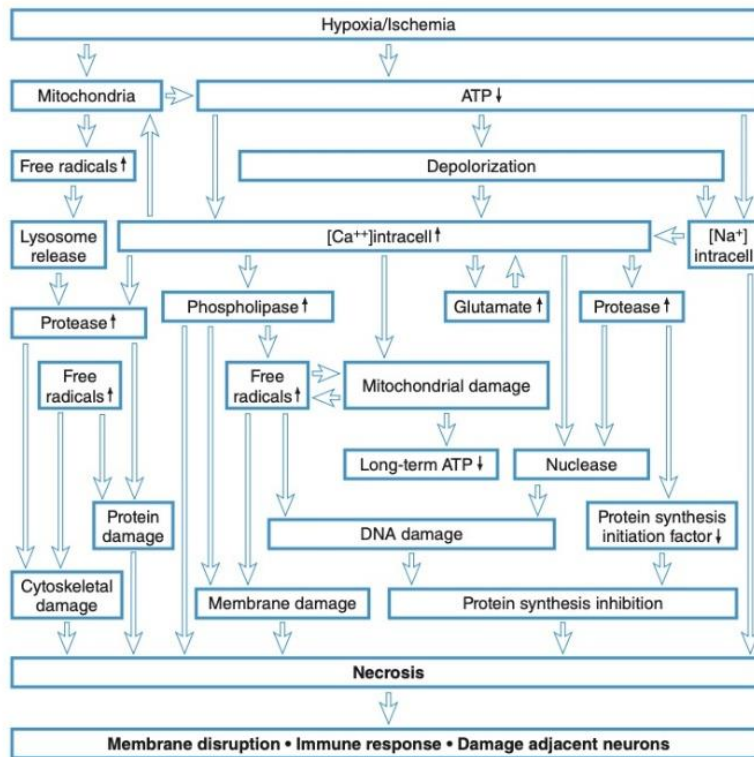 Hypoxia/Ischemia
Mitochondria
ATP↓
Free radicals↑
Depolorization
Lysosome
release
[Ca++]intracell↑
[Na+]
intracell
Protease↑
Phospholipase↑
Glutamate↑
Protease↑
Free
radicals↑
Free
radicals↑
Mitochondrial damage
Long-term ATP↓
Nuclease
Protein
damage
DNA damage
Protein synthesis
initiation factor↓
Cytoskeletal
damage
Membrane damage
Protein synthesis inhibition
Necrosis
Membrane disruption • Immune response • Damage adjacent neurons